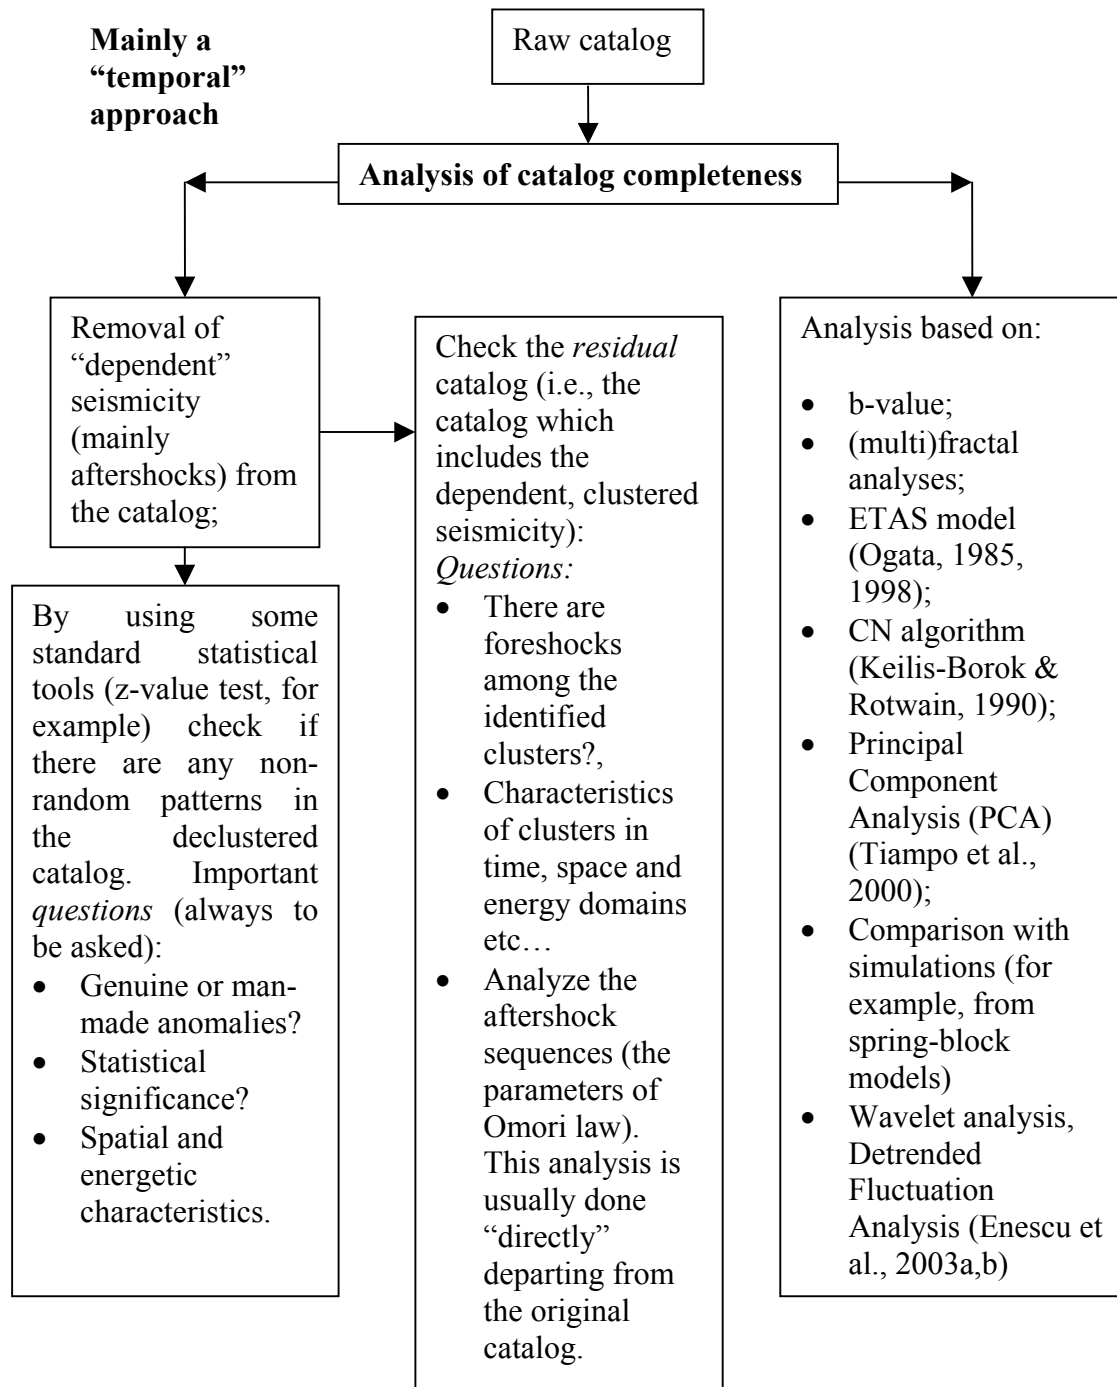 Mainly a
“temporal”
approach
Raw catalog
Analysis of catalog completeness
Removal of
“dependent”
seismicity
(mainly
aftershocks) from
the catalog;
By using some
standard statistical
tools (z-value test, for
example) check if
there are any non-
random patterns in
the declustered
catalog. Important
questions (always to
be asked):
• Genuine or man-
made anomalies?
• Statistical
significance?
• Spatial and
energetic
characteristics.
Check the residual
catalog (i.e., the
catalog which
includes the
dependent, clustered
seismicity):
Questions:
• There are
foreshocks
among the
identified
clusters?,
• Characteristics
of clusters in
time, space and
energy domains
etc…
• Analyze the
aftershock
sequences (the
parameters of
Omori law).
This analysis is
usually done
“directly”
departing from
the original
catalog.
Analysis based on:
• b-value;
• (multi)fractal
analyses;
• ETAS model
(Ogata, 1985,
1998);
• CN algorithm
(Keilis-Borok &
Rotwain, 1990);
• Principal
Component
Analysis (PCA)
(Tiampo et al.,
2000);
• Comparison with
simulations (for
example, from
spring-block
models)
• Wavelet analysis,
Detrended
Fluctuation
Analysis (Enescu et
al., 2003a,b)